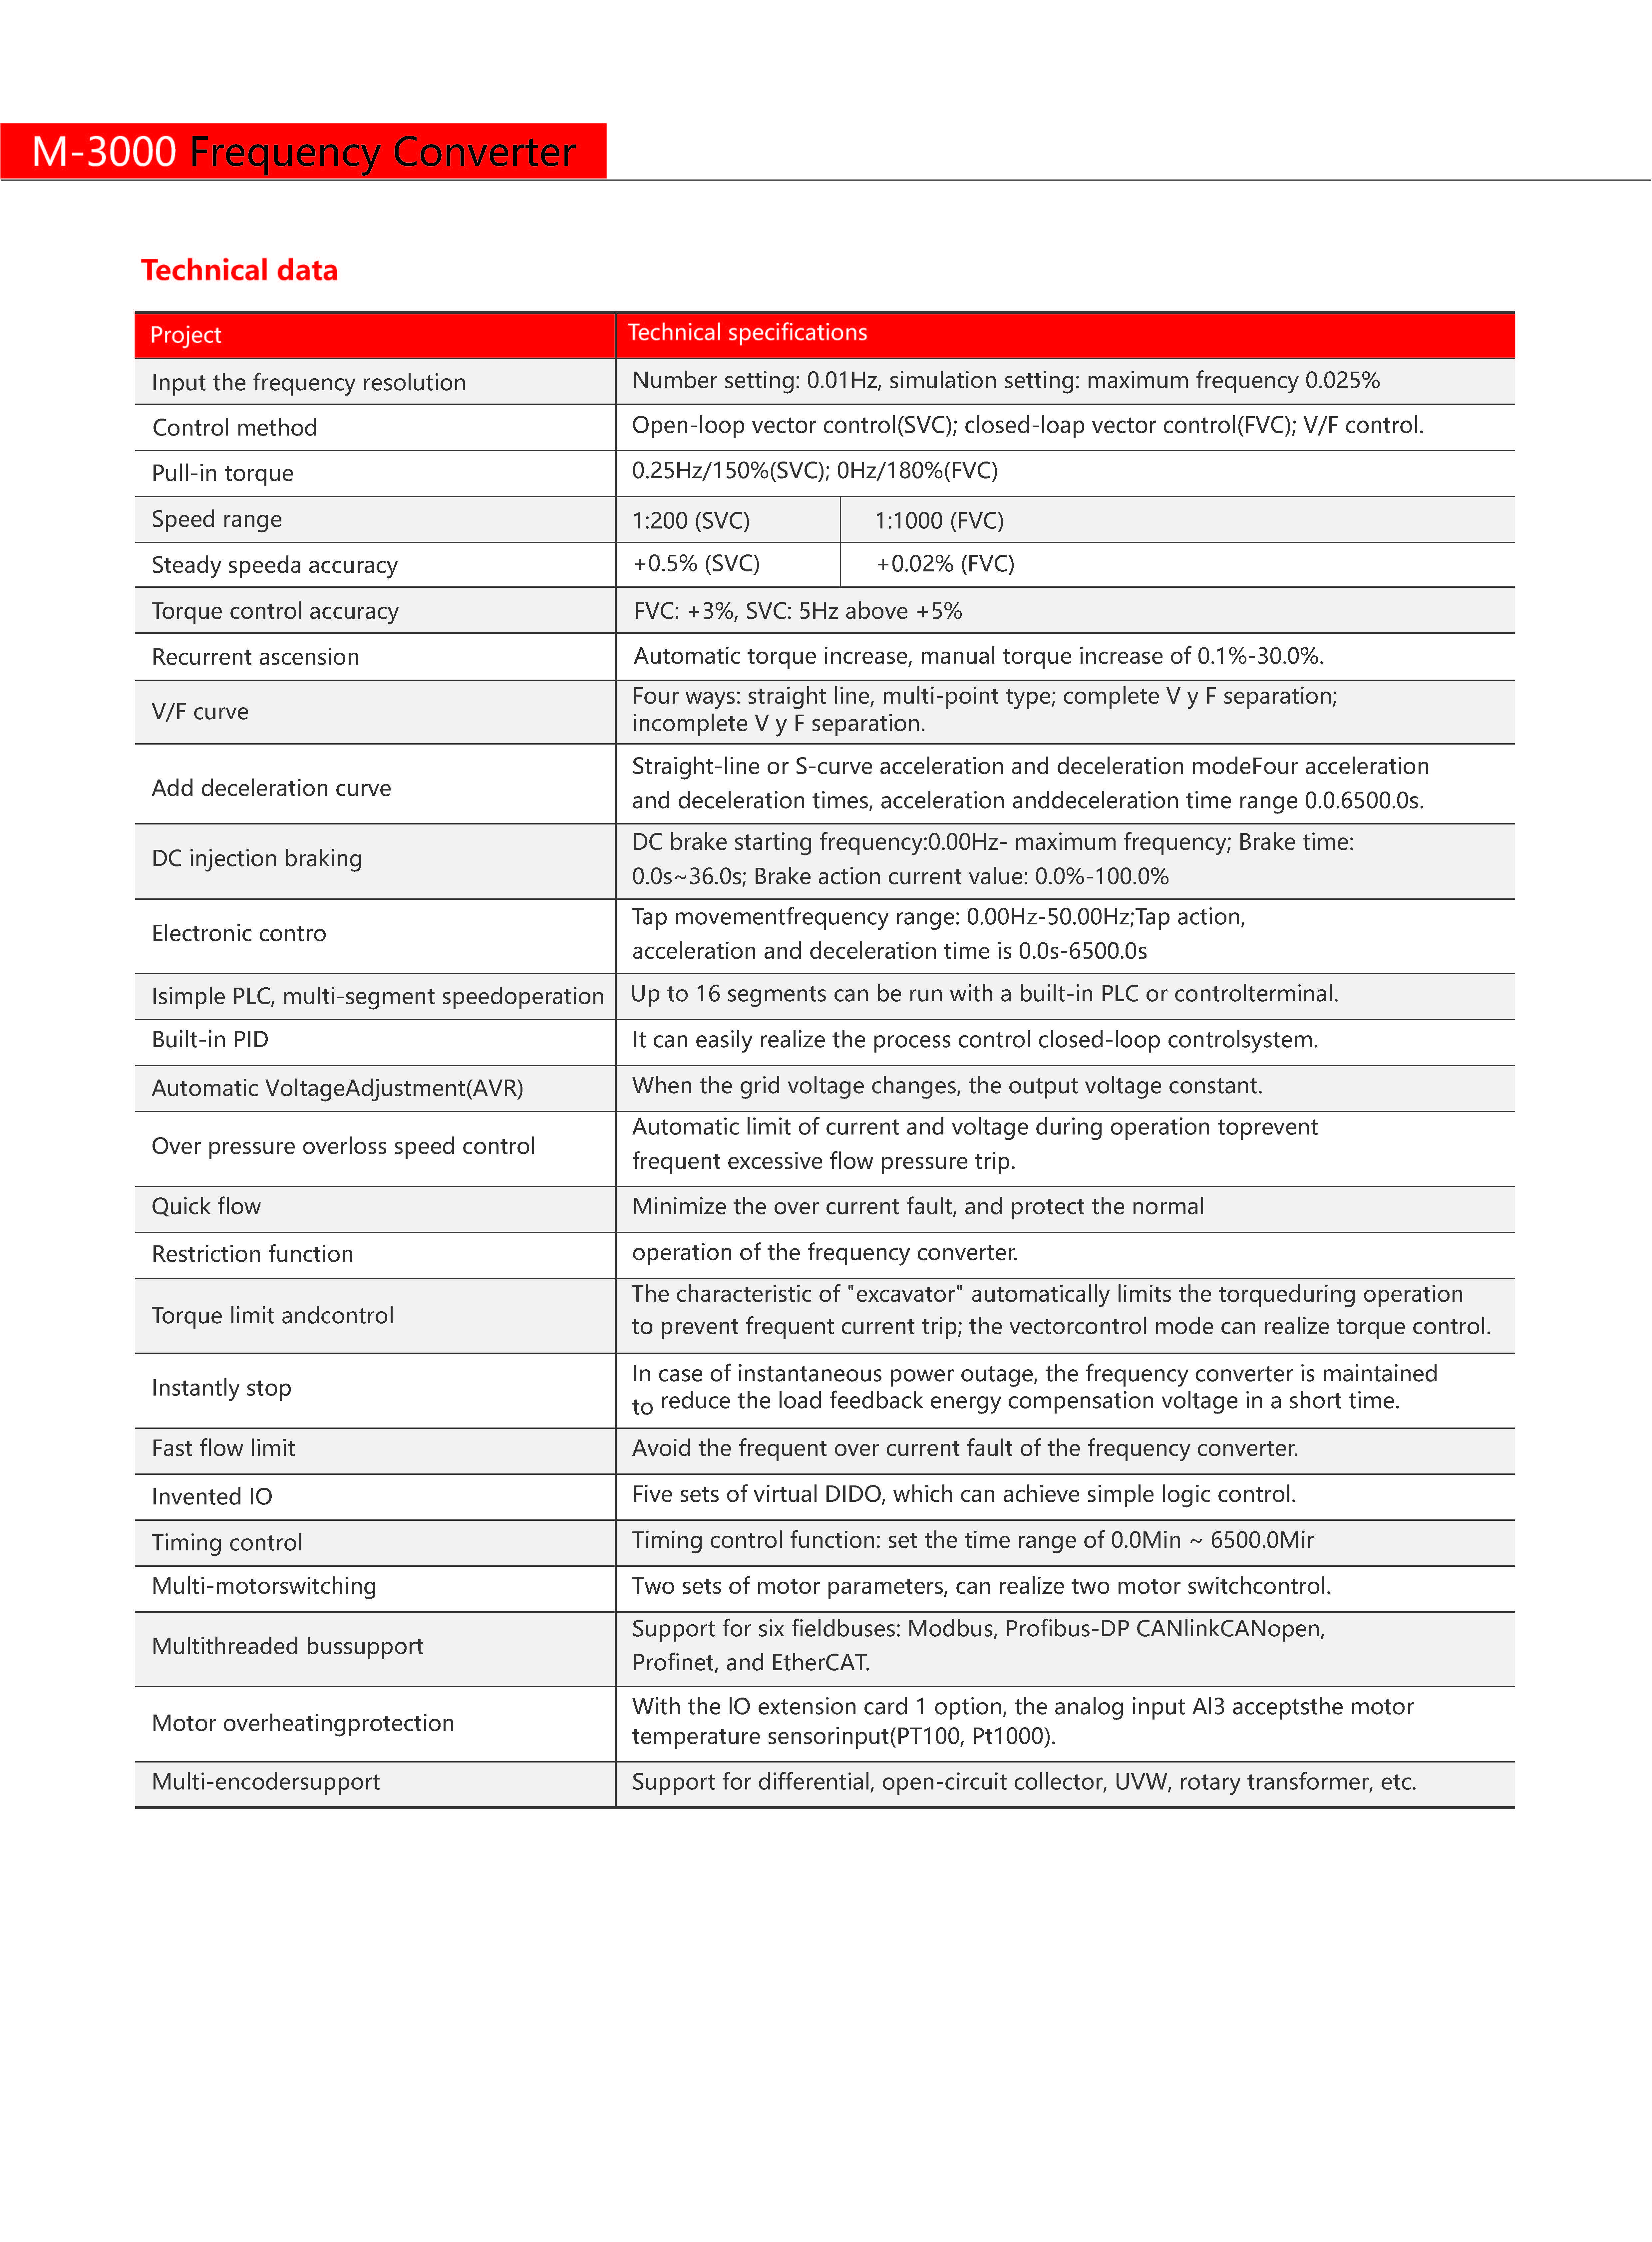 M-3000 Frequency Converter
Technical data
Project Technical specifications
Input the frequency resolution Number setting: 0.01Hz, simulation setting: maximum frequency 0.025%
Control method Open-loop vector control(SVC); closed-loap vector control(FVC); V/F control.
Pull-in torque 0.25Hz/150%(SVC); 0Hz/180%(FVC)
Speed range 1:200 (SVC) 1:1000 (FVC)
Steady speeda accuracy +0.5% (SVC) +0.02% (FVC)
Torque control accuracy FVC: +3%, SVC: 5Hz above +5%
Recurrent ascension Automatic torque increase, manual torque increase of 0.1%-30.0%.
V/F curve
Four ways: straight line, multi-point type; complete V y F separation;
incomplete V y F separation.
Add deceleration curve
Straight-line or S-curve acceleration and deceleration modeFour acceleration
and deceleration times, acceleration anddeceleration time range 0.0.6500.0s.
DC injection braking
DC brake starting frequency:0.00Hz- maximum frequency; Brake time:
0.0s~36.0s; Brake action current value: 0.0%-100.0%
Electronic contro
Tap movementfrequency range: 0.00Hz-50.00Hz;Tap action,
acceleration and deceleration time is 0.0s-6500.0s
Isimple PLC, multi-segment speedoperation Up to 16 segments can be run with a built-in PLC or controlterminal.
Built-in PID It can easily realize the process control closed-loop controlsystem.
Automatic VoltageAdjustment(AVR) When the grid voltage changes, the output voltage constant.
Over pressure overloss speed control
Automatic limit of current and voltage during operation toprevent
frequent excessive flow pressure trip.
Quick flow Minimize the over current fault, and protect the normal
Restriction function operation of the frequency converter.
Torque limit andcontrol
The characteristic of "excavator" automatically limits the torqueduring operation
to prevent frequent current trip; the vectorcontrol mode can realize torque control.
Instantly stop
In case of instantaneous power outage, the frequency converter is maintained
to reduce the load feedback energy compensation voltage in a short time.
Fast flow limit Avoid the frequent over current fault of the frequency converter.
Invented IO Five sets of virtual DIDO, which can achieve simple logic control.
Timing control Timing control function: set the time range of 0.0Min ~ 6500.0Mir
Multi-motorswitching Two sets of motor parameters, can realize two motor switchcontrol.
Multithreaded bussupport
Support for six fieldbuses: Modbus, Profibus-DP CANlinkCANopen,
Profinet, and EtherCAT.
Motor overheatingprotection
With the lO extension card 1 option, the analog input Al3 acceptsthe motor
temperature sensorinput(PT100, Pt1000).
Multi-encodersupport Support for differential, open-circuit collector, UVW, rotary transformer, etc.